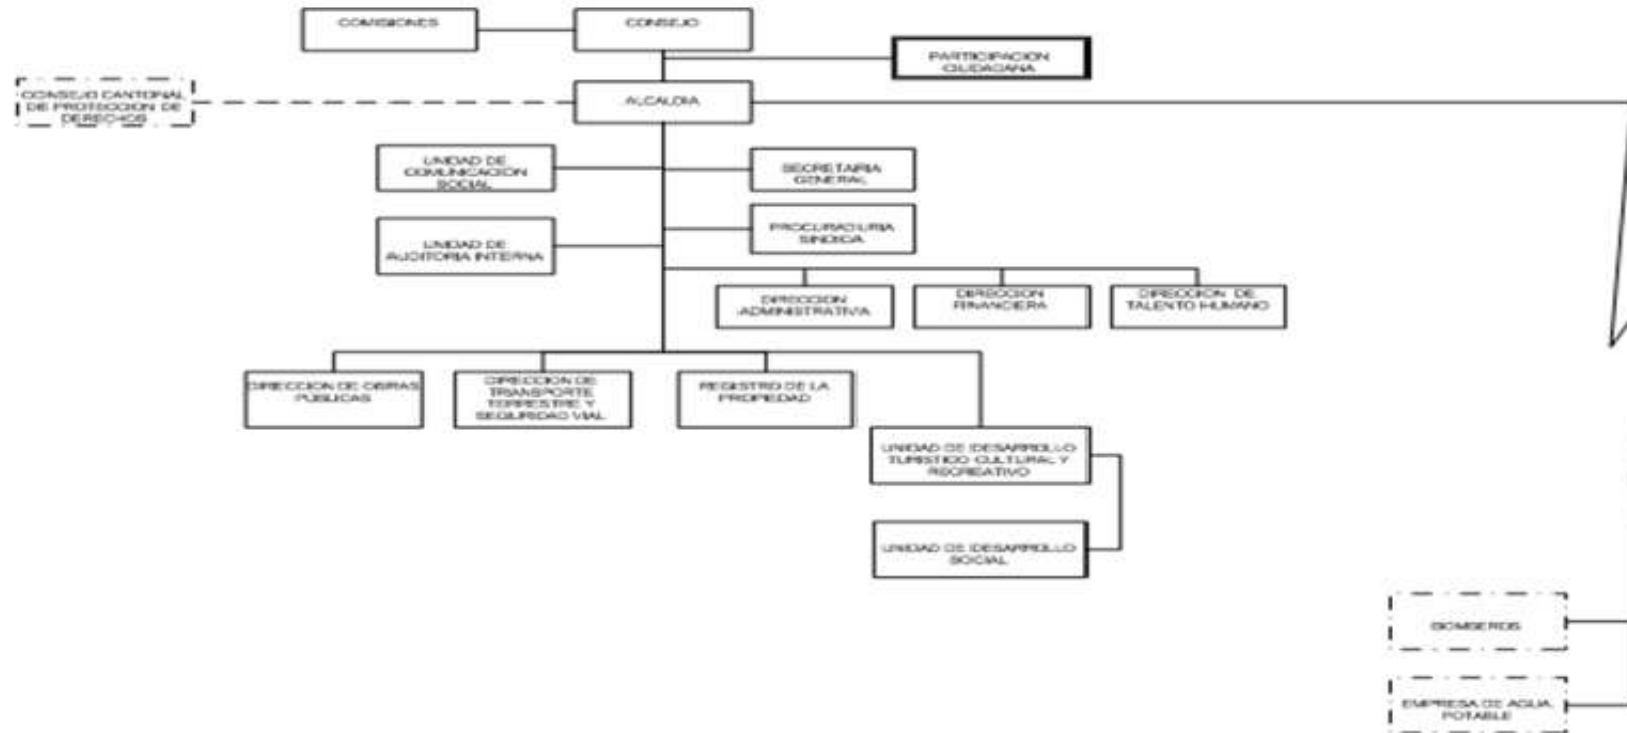 COMISIONES
CONSEJO
PARTICIPACION
CIUDADANA
CONSEJO CANTONAL
DE PROTECCION DE
DERECHOS
ALCALDIA
UNIDAD DE
COMUNICACIÓN
SOCIAL
SECRETARIA
GENERAL
UNIDAD DE
AUDITORIA INTERNA
PROCURADURIA
SINDICA
DIRECCION
ADMINISTRATIVA
DIRECCION
FINANCIERA
DIRECCION DE
TALENTO HUMANO
DIRECCION DE OBRAS
PÚBLICAS
DIRECCION DE
TRANSPORTE
TERRESTRE Y
SEGURIDAD VIAL
REGISTRO DE LA
PROPIEDAD
UNIDAD DE DESARROLLO
TURISTICO CULTURAL Y
RECREATIVO
UNIDAD DE DESARROLLO
SOCIAL
BOMBEROS
EMPRESA DE AGUA
POTABLE